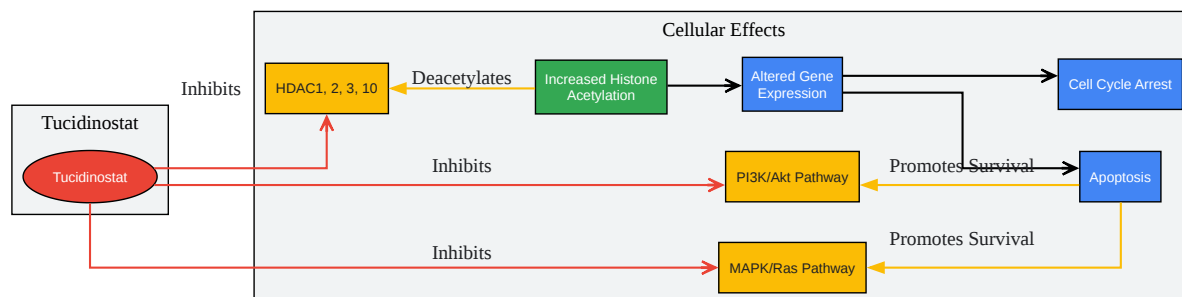 Cellular Effects
Inhibits
HDAC1, 2, 3, 10
Deacetylates
Increased Histone
Acetylation
Altered Gene
Expression
Cell Cycle Arrest
Tucidinostat
Tucidinostat
Inhibits
PI3K/Akt Pathway
Promotes Survival
Apoptosis
Inhibits
MAPK/Ras Pathway
Promotes Survival